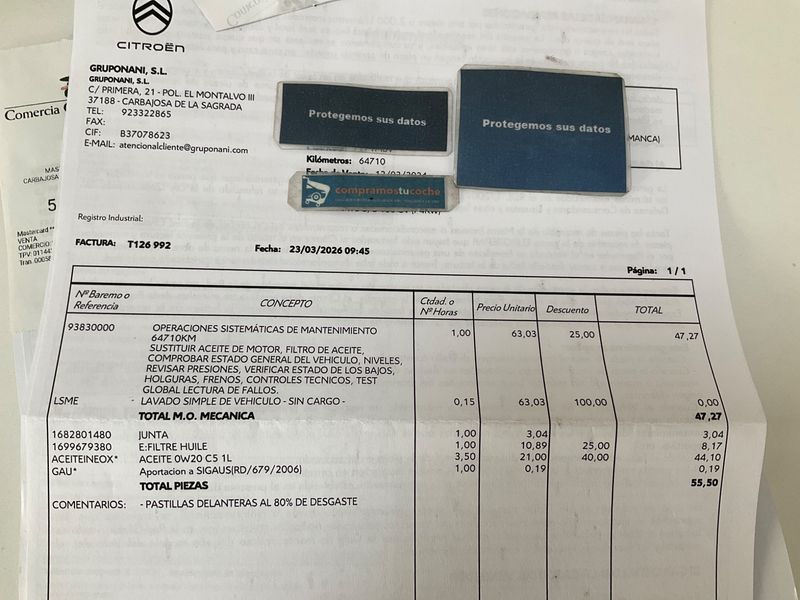 CITROËN
GRUPONANI, S.L.
GRUPONANI, S.L.
C/ PRIMERA, 21 - POL. EL MONTALVO III
37188 - CARBAJOSA DE LA SAGRADA
TEL: 923322865
FAX:
CIF: B37078623
E-MAIL: atencionalcliente@gruponani.com
Protegemos sus datos
Protegemos sus datos
MANCA)
Kilómetros: 64710
compramostucoche
Comercia
MAS
CARBAJOSA
5
Mastercard
VENTA
COMERCIO:
Registro Industrial:
FACTURA: T126 992 Fecha: 23/03/2026 09:45
Página: 1 / 1
Nº Baremo o Referencia CONCEPTO Ctdad. o Nº Horas Precio Unitario Descuento TOTAL
93830000 OPERACIONES SISTEMÁTICAS DE MANTENIMIENTO 1,00 63,03 25,00 47,27
64710KM
SUSTITUIR ACEITE DE MOTOR, FILTRO DE ACEITE,
COMPROBAR ESTADO GENERAL DEL VEHICULO, NIVELES,
REVISAR PRESIONES, VERIFICAR ESTADO DE LOS BAJOS,
HOLGURAS, FRENOS, CONTROLES TECNICOS, TEST
GLOBAL LECTURA DE FALLOS.
LSME - LAVADO SIMPLE DE VEHICULO - SIN CARGO - 0,15 63,03 100,00 0,00
TOTAL M.O. MECANICA 47,27
1682801480 JUNTA 1,00 3,04 3,04
1699679380 E:FILTRE HUILE 1,00 10,89 25,00 8,17
ACEITEINEOX* ACEITE 0W20 C5 1L 3,50 21,00 40,00 44,10
GAU* Aportacion a SIGAUS(RD/679/2006) 1,00 0,19 0,19
TOTAL PIEZAS 55,50
COMENTARIOS: - PASTILLAS DELANTERAS AL 80% DE DESGASTE